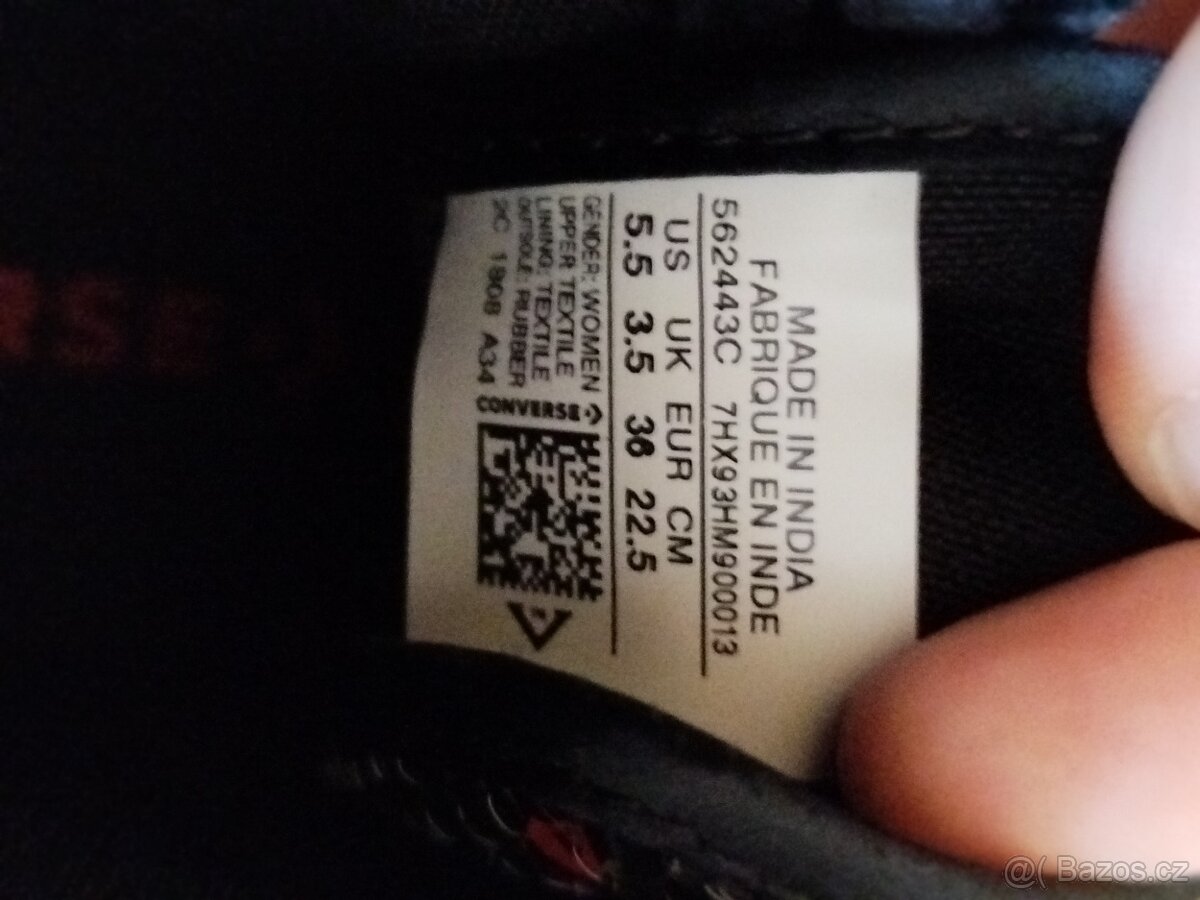 MADE IN INDIA
FABRIQUE EN INDE
562443C 7HX93HM900013
US UK EUR CM
5.5 3.5 36 22.5
GENDER: WOMEN
UPPER TEXTILE
LINING: TEXTILE
OUTSOLE: RUBBER
2C 1808 A34
CONVERSE
@( Bazos.cz